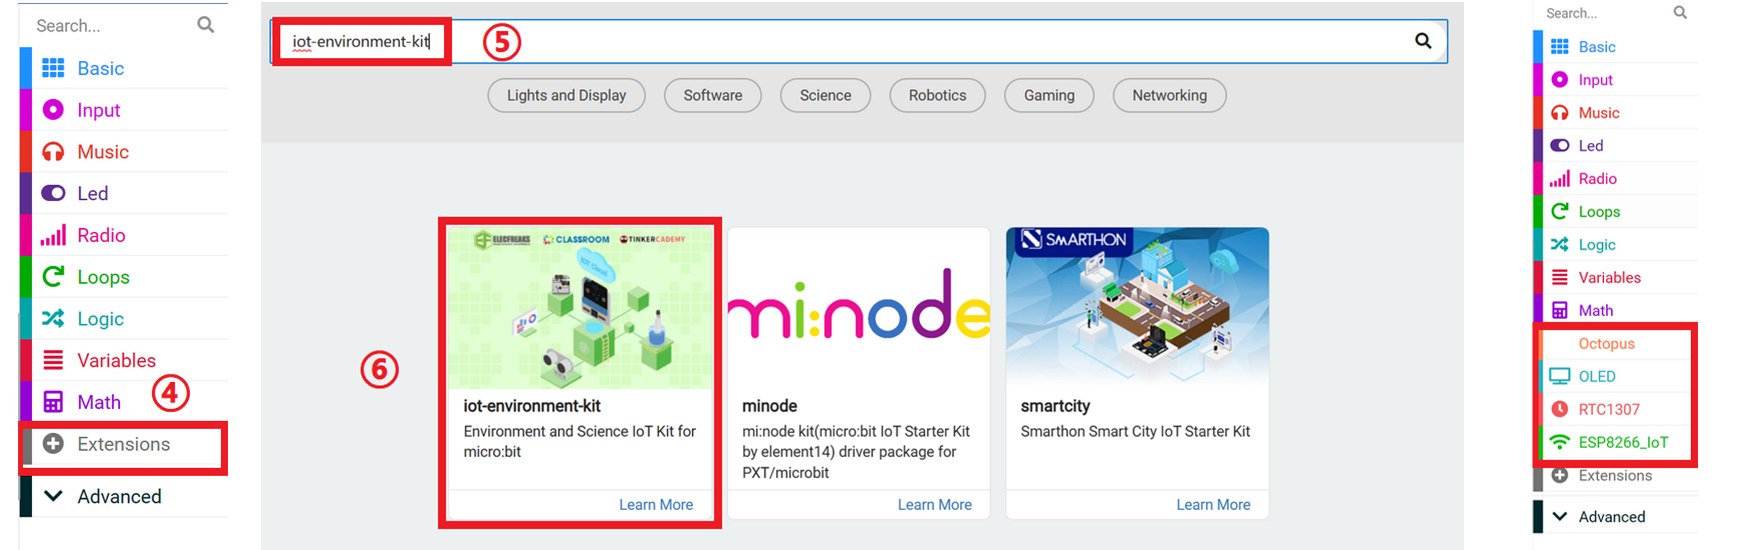 Search...
Basic
Input
Music
Led
Radio
Loops
Logic
Variables
Math
④
Extensions
Advanced
iot-environment-kit
⑤
Lights and Display
Software
Science
Robotics
Gaming
Networking
⑥
ELECFREAKS
CLASSROOM
TINKERCADEMY
IOT Cloud
iot-environment-kit
Environment and Science IoT Kit for
micro:bit
Learn More
mi:node
minode
mi:node kit(micro:bit IoT Starter Kit
by element14) driver package for
PXT/microbit
Learn More
SMARTHON
smartcity
Smarthon Smart City IoT Starter Kit
Learn More
Search...
Basic
Input
Music
Led
Radio
Loops
Logic
Variables
Math
Octopus
OLED
RTC1307
ESP8266_IoT
Extensions
Advanced